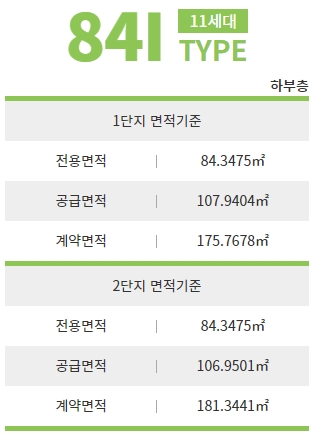 84I 11세대
TYPE
하부층
1단지 면적기준
전용면적 | 84.3475㎡
공급면적 | 107.9404㎡
계약면적 | 175.7678㎡
2단지 면적기준
전용면적 | 84.3475㎡
공급면적 | 106.9501㎡
계약면적 | 181.3441㎡